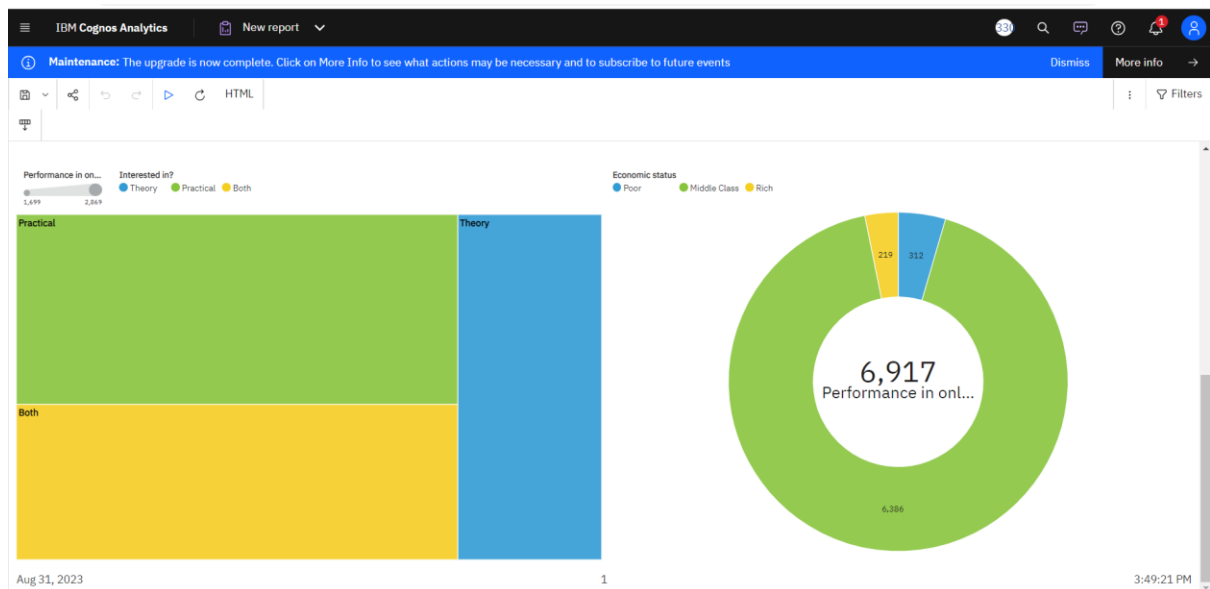 IBM Cognos Analytics
New report
1
Maintenance: The upgrade is now complete. Click on More Info to see what actions may be necessary and to subscribe to future events
Dismiss
More info
HTML
Filters
Performance in on...
1,699
2,869
Interested in?
Theory
Practical
Both
Practical
Theory
Both
Economic status
Poor
Middle Class
Rich
219
312
6,917
Performance in onl...
6,386
Aug 31, 2023
1
3:49:21 PM